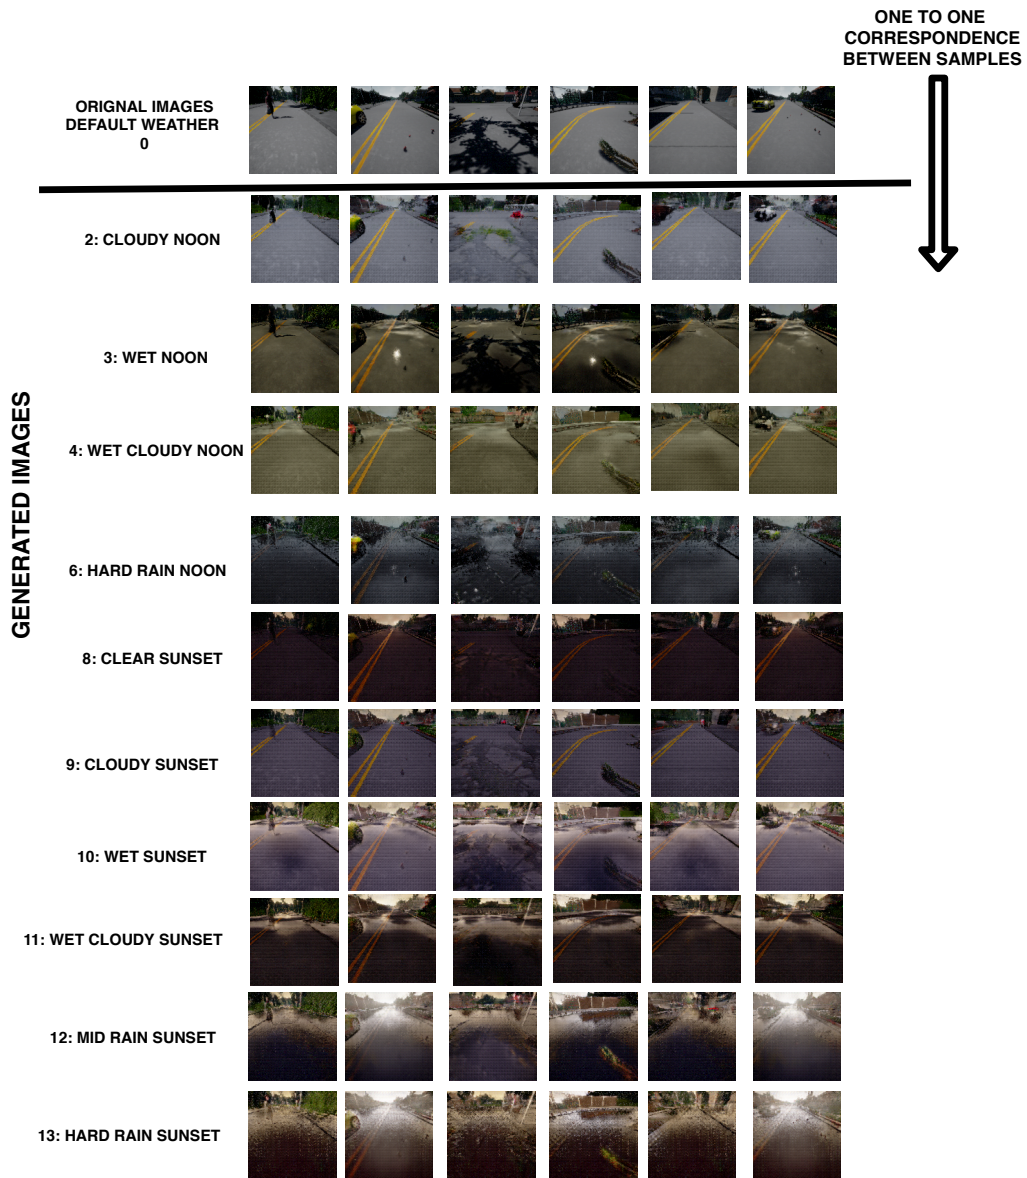 ONE TO ONE
CORRESPONDENCE
BETWEEN SAMPLES
ORIGNAL IMAGES
DEFAULT WEATHER
0
GENERATED IMAGES
2: CLOUDY NOON
3: WET NOON
4: WET CLOUDY NOON
6: HARD RAIN NOON
8: CLEAR SUNSET
9: CLOUDY SUNSET
10: WET SUNSET
11: WET CLOUDY SUNSET
12: MID RAIN SUNSET
13: HARD RAIN SUNSET